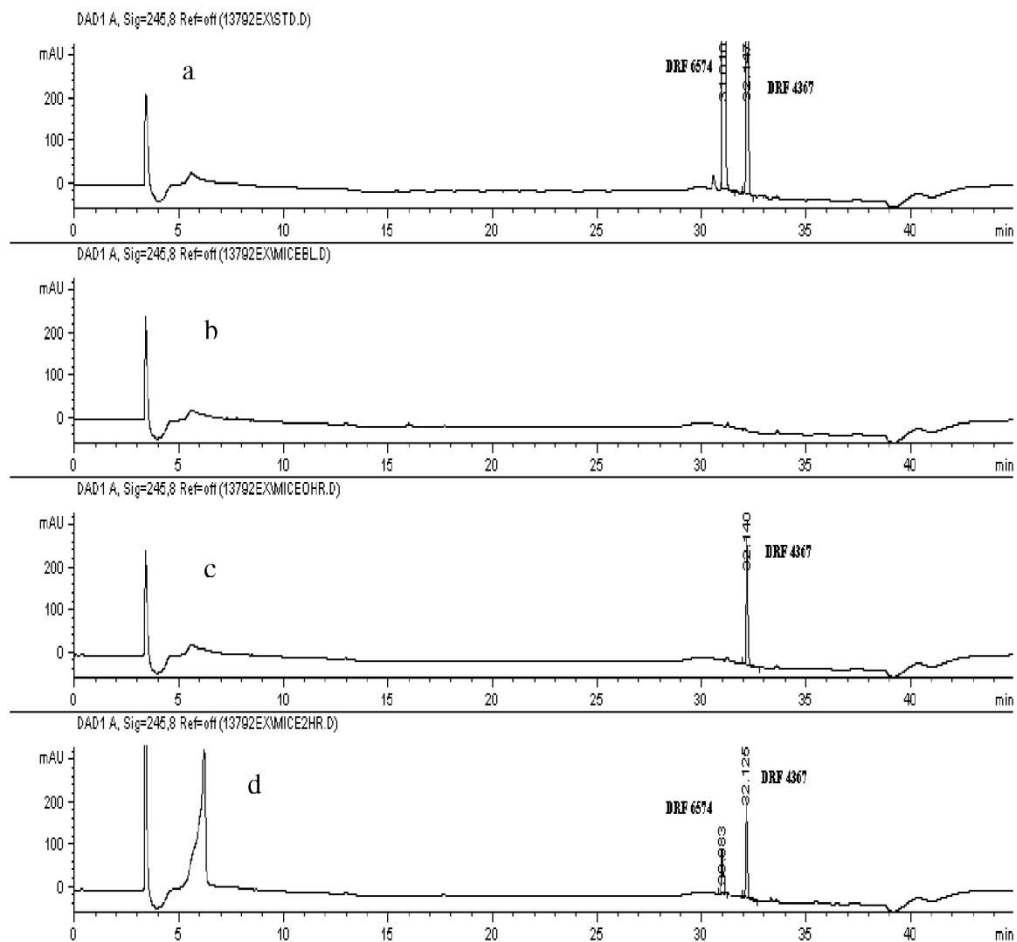 DAD1 A, Sig=245,8 Ref=off (13792EX\STD.D)
mAU
a
DRF 6574
32.147
DRF 4367
200
100
0
0 5 10 15 20 25 30 35 40 min
DAD1 A, Sig=245,8 Ref=off (13792EX\MICEBL.D)
mAU
b
200
100
0
0 5 10 15 20 25 30 35 40 min
DAD1 A, Sig=245,8 Ref=off (13792EX\MICE0HR.D)
mAU
32.140
DRF 4367
c
200
100
0
0 5 10 15 20 25 30 35 40 min
DAD1 A, Sig=245,8 Ref=off (13792EX\MICE2HR.D)
mAU
32.125
DRF 4367
d
DRF 6574
200
100
0
0 5 10 15 20 25 30 35 40 min